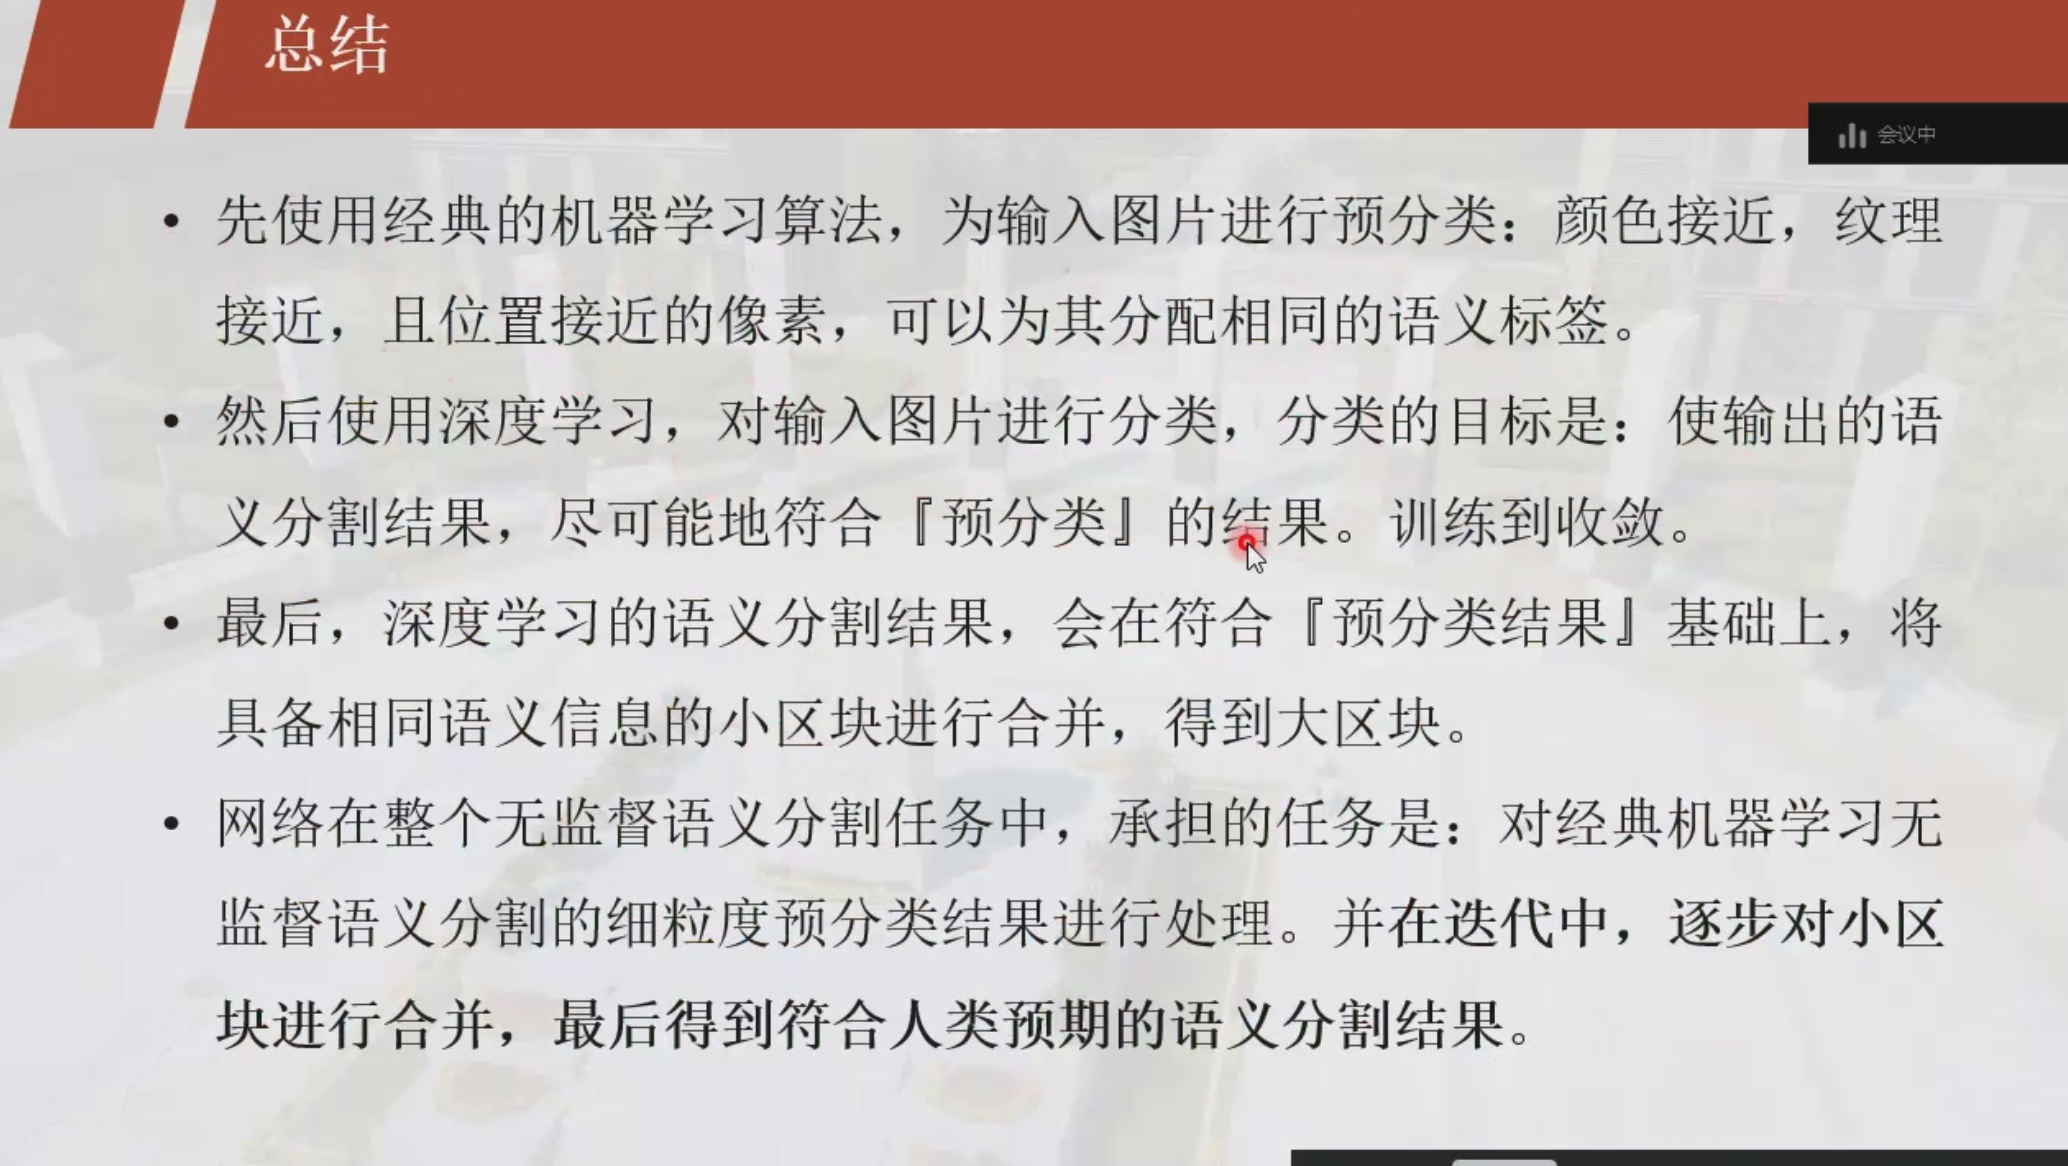 总结
会议中
• 先使用经典的机器学习算法，为输入图片进行预分类：颜色接近，纹理
接近，且位置接近的像素，可以为其分配相同的语义标签。
• 然后使用深度学习，对输入图片进行分类，分类的目标是：使输出的语
义分割结果，尽可能地符合『预分类』的结果。训练到收敛。
• 最后，深度学习的语义分割结果，会在符合『预分类结果』基础上，将
具备相同语义信息的小区块进行合并，得到大区块。
• 网络在整个无监督语义分割任务中，承担的任务是：对经典机器学习无
监督语义分割的细粒度预分类结果进行处理。并在迭代中，逐步对小区
块进行合并，最后得到符合人类预期的语义分割结果。